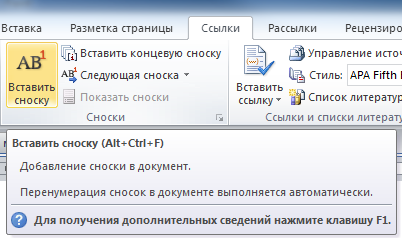 Вставка Разметка страницы Ссылки Рассылки Рецензиро
AB¹ Вставить сноску
Вставить концевую сноску
AB Следующая сноска
Показать сноски
Сноски
Вставить ссылку
Управление источ
Стиль: APA Fifth
Список литератур
Ссылки и списки литератур
Вставить сноску (Alt+Ctrl+F)
Добавление сноски в документ.
Перенумерация сносок в документе выполняется автоматически.
Для получения дополнительных сведений нажмите клавишу F1.